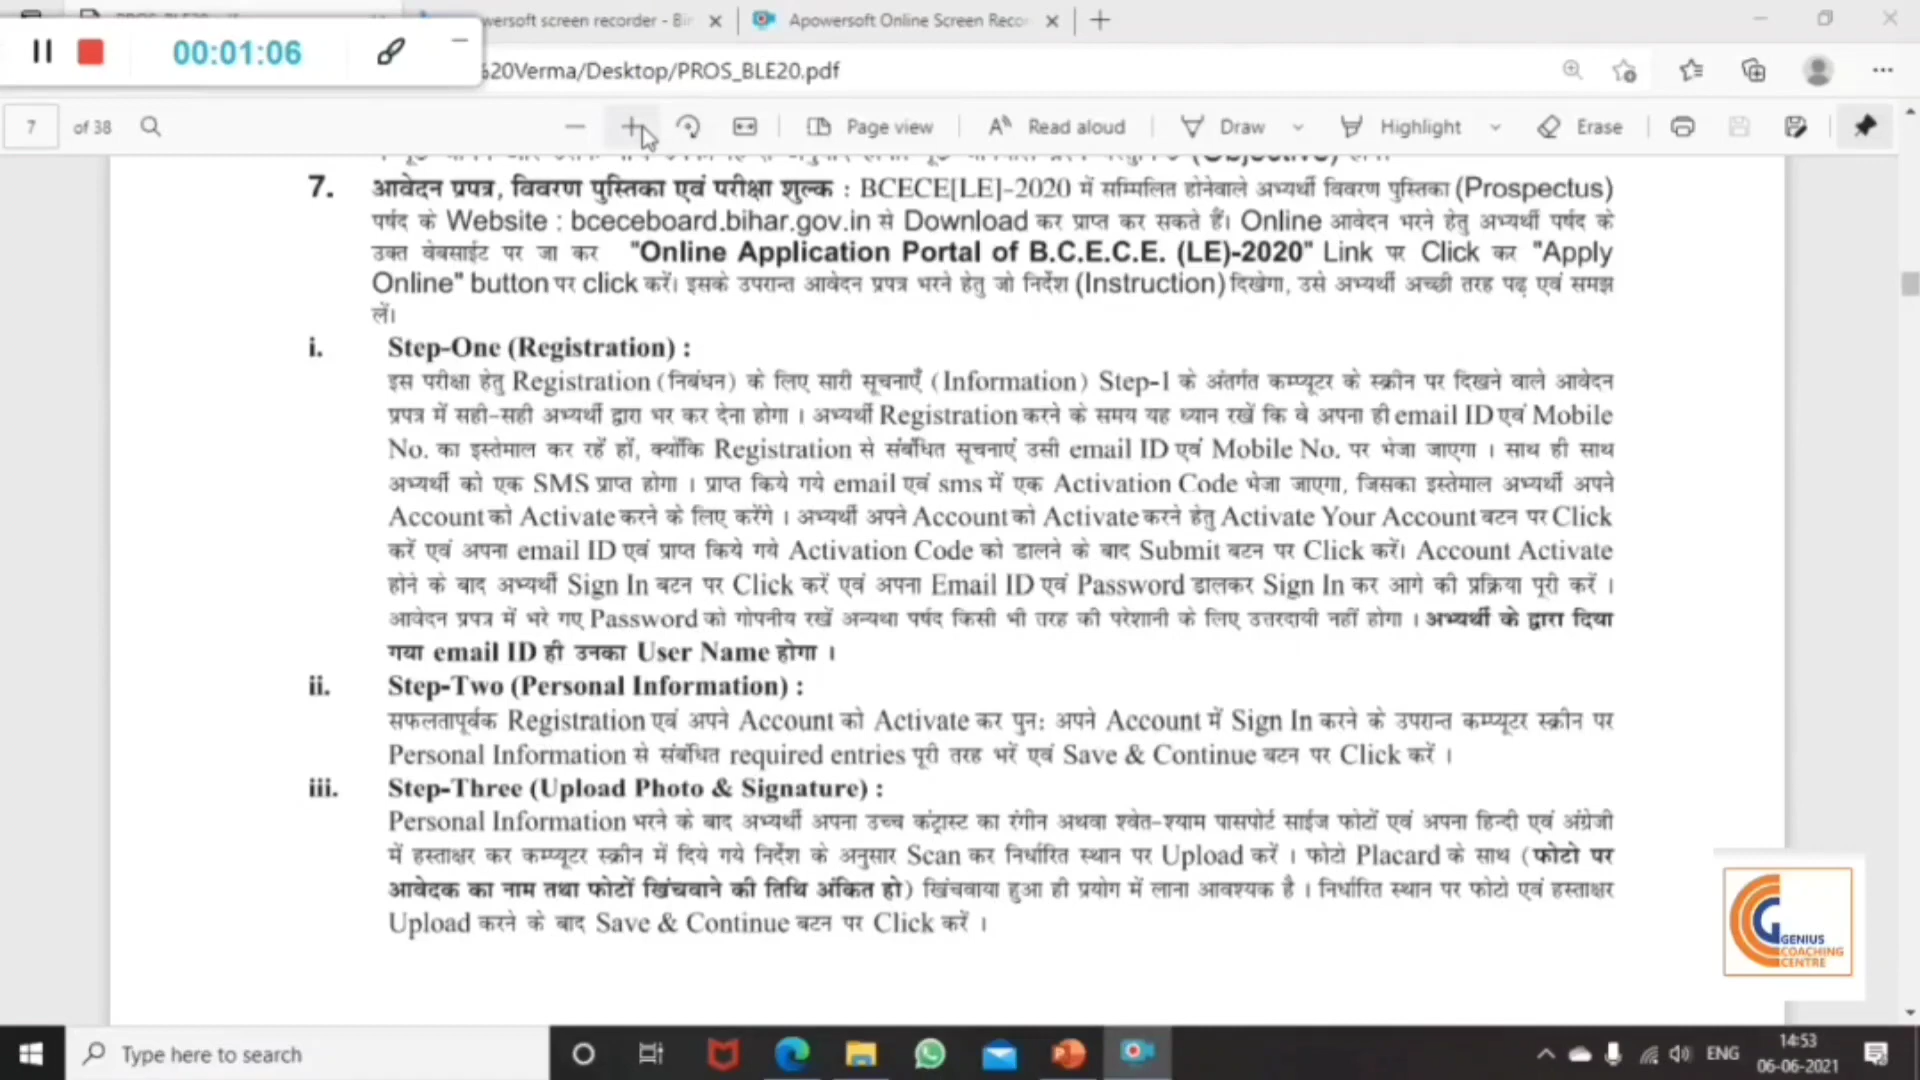 00:01:06
owersoft screen recorder - Bin
Apowersoft Online Screen Reco
%20Verma/Desktop/PROS_BLE20.pdf
7 of 38
Page view
Read aloud
Draw
Highlight
Erase
7. आवेदन प्रपत्र, विवरण पुस्तिका एवं परीक्षा शुल्क : BCECE[LE]-2020 में सम्मिलित होनेवाले अभ्यर्थी विवरण पुस्तिका (Prospectus)
पर्षद के Website : bceceboard.bihar.gov.in से Download कर प्राप्त कर सकते हैं। Online आवेदन भरने हेतु अभ्यर्थी पर्षद के
उक्त वेबसाईट पर जा कर "Online Application Portal of B.C.E.C.E. (LE)-2020" Link पर Click कर "Apply
Online" button पर click करें। इसके उपरान्त आवेदन प्रपत्र भरने हेतु जो निर्देश (Instruction) दिखेगा, उसे अभ्यर्थी अच्छी तरह पढ़ एवं समझ
लें।
i. Step-One (Registration) :
इस परीक्षा हेतु Registration (निबंधन) के लिए सारी सूचनाएँ (Information) Step-1 के अंतर्गत कम्प्यूटर के स्क्रीन पर दिखने वाले आवेदन
प्रपत्र में सही-सही अभ्यर्थी द्वारा भर कर देना होगा । अभ्यर्थी Registration करने के समय यह ध्यान रखें कि वे अपना ही email ID एवं Mobile
No. का इस्तेमाल कर रहें हों, क्योंकि Registration से संबंधित सूचनाएं उसी email ID एवं Mobile No. पर भेजा जाएगा । साथ ही साथ
अभ्यर्थी को एक SMS प्राप्त होगा । प्राप्त किये गये email एवं sms में एक Activation Code भेजा जाएगा, जिसका इस्तेमाल अभ्यर्थी अपने
Account को Activate करने के लिए करेंगे । अभ्यर्थी अपने Account को Activate करने हेतु Activate Your Account बटन पर Click
करें एवं अपना email ID एवं प्राप्त किये गये Activation Code को डालने के बाद Submit बटन पर Click करें। Account Activate
होने के बाद अभ्यर्थी Sign In बटन पर Click करें एवं अपना Email ID एवं Password डालकर Sign In कर आगे की प्रक्रिया पूरी करें ।
आवेदन प्रपत्र में भरे गए Password को गोपनीय रखें अन्यथा पर्षद किसी भी तरह की परेशानी के लिए उत्तरदायी नहीं होगा । अभ्यर्थी के द्वारा दिया
गया email ID ही उनका User Name होगा ।
ii. Step-Two (Personal Information) :
सफलतापूर्वक Registration एवं अपने Account को Activate कर पुन: अपने Account में Sign In करने के उपरान्त कम्प्यूटर स्क्रीन पर
Personal Information से संबंधित required entries पूरी तरह भरें एवं Save & Continue बटन पर Click करें ।
iii. Step-Three (Upload Photo & Signature) :
Personal Information भरने के बाद अभ्यर्थी अपना उच्च कंट्रास्ट का रंगीन अथवा श्वेत-श्याम पासपोर्ट साईज फोटों एवं अपना हिन्दी एवं अंग्रेजी
में हस्ताक्षर कर कम्प्यूटर स्क्रीन में दिये गये निर्देश के अनुसार Scan कर निर्धारित स्थान पर Upload करें । फोटो Placard के साथ (फोटो पर
आवेदक का नाम तथा फोटों खिंचवाने की तिथि अंकित हो) खिंचवाया हुआ ही प्रयोग में लाना आवश्यक है । निर्धारित स्थान पर फोटो एवं हस्ताक्षर
Upload करने के बाद Save & Continue बटन पर Click करें ।
GENIUS
COACHING
CENTRE
Type here to search
ENG
14:53
06-06-2021